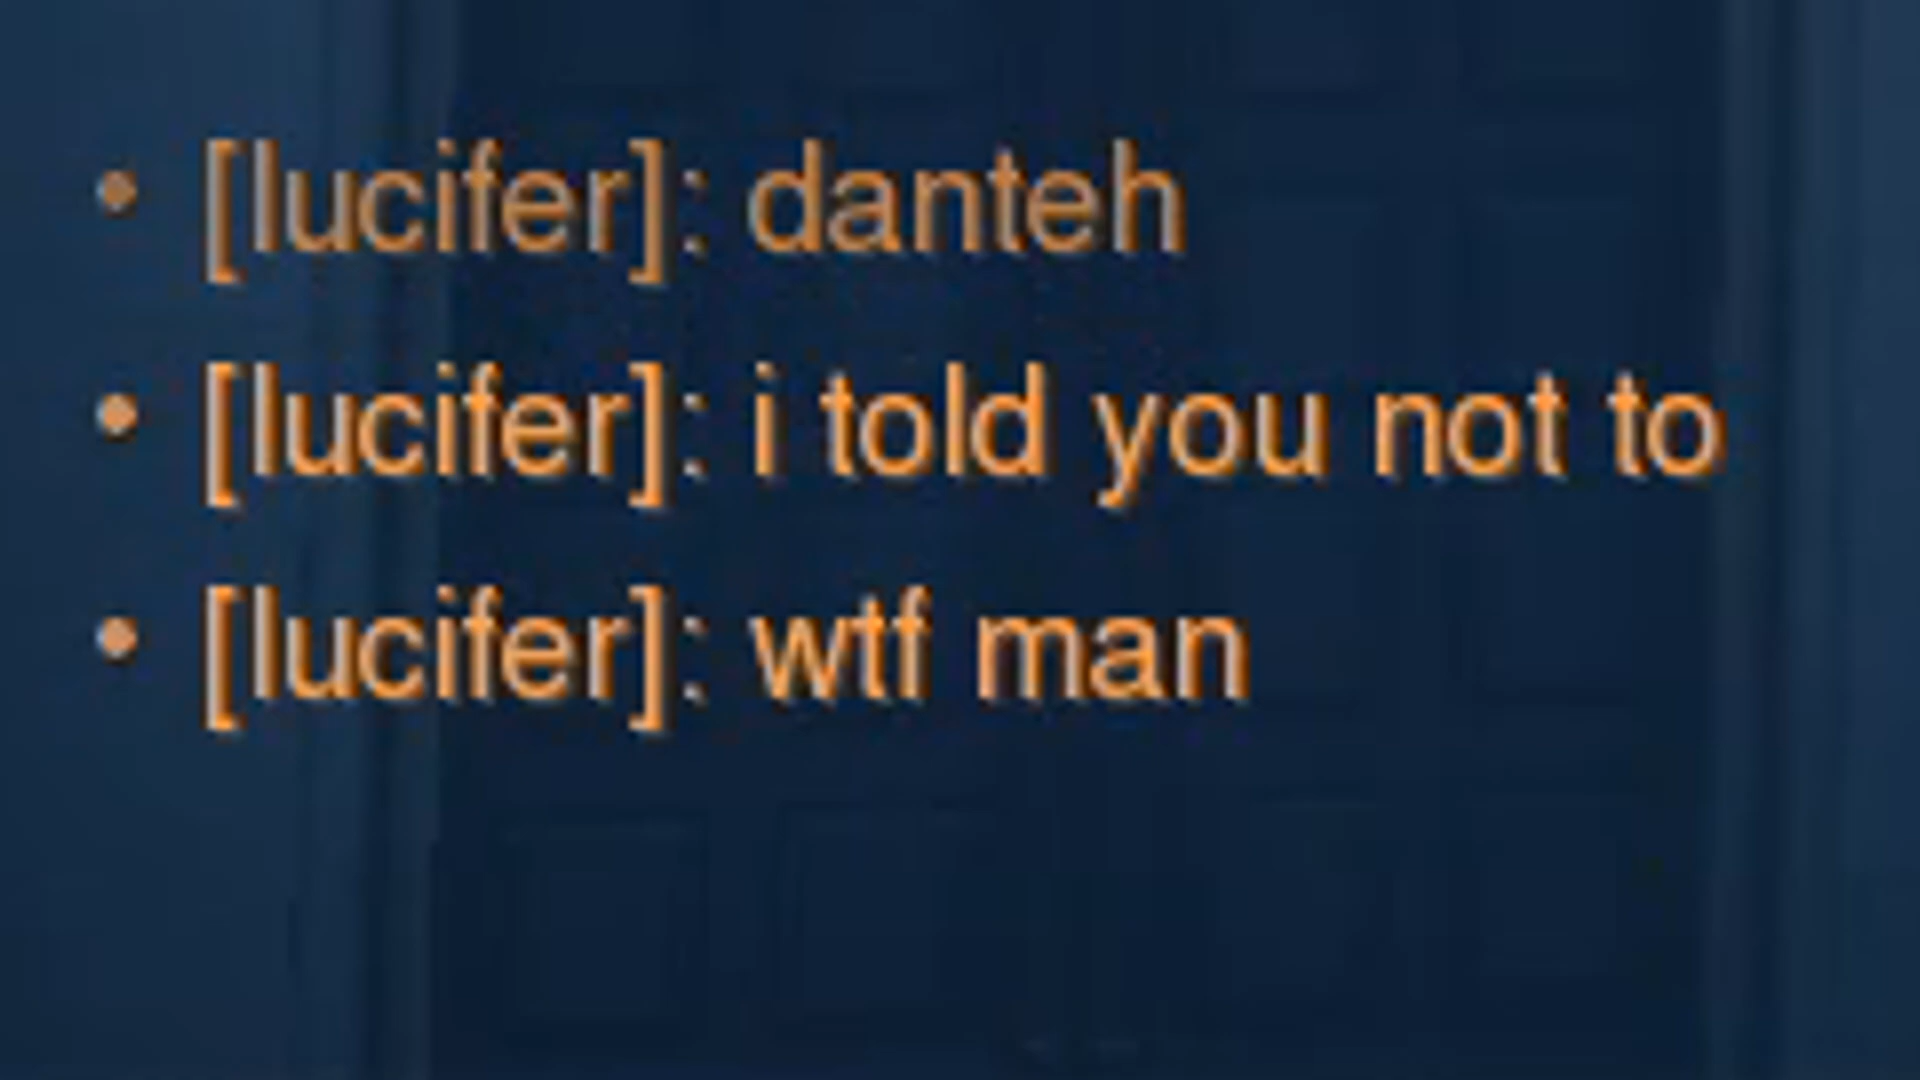 • [lucifer]: danteh
• [lucifer]: i told you not to
• [lucifer]: wtf man